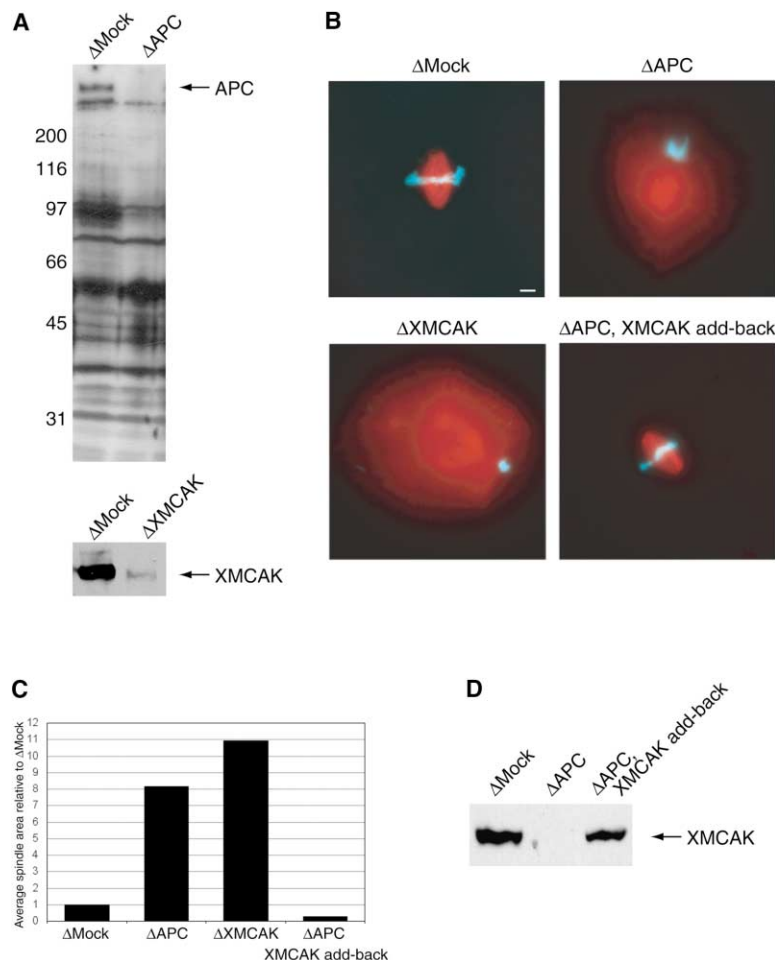 A
ΔMock
ΔAPC
APC
200
116
97
66
45
31
ΔMock
ΔXMCAK
XMCAK
B
ΔMock
ΔAPC
ΔXMCAK
ΔAPC, XMCAK add-back
C
Average spindle area relative to ΔMock
12
11
10
9
8
7
6
5
4
3
2
1
0
ΔMock
ΔAPC
ΔXMCAK
ΔAPC
XMCAK add-back
D
ΔMock
ΔAPC
ΔAPC,
XMCAK add-back
XMCAK